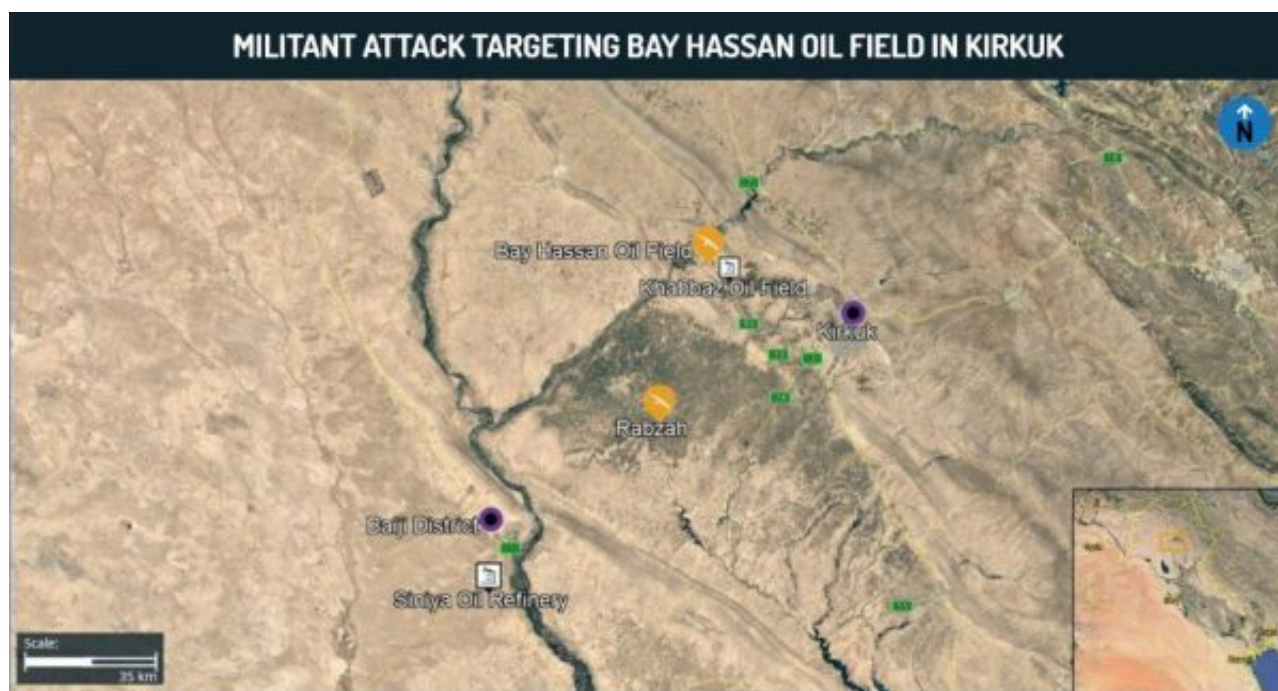 MILITANT ATTACK TARGETING BAY HASSAN OIL FIELD IN KIRKUK
N
Bay Hassan Oil Field
Khabbaz Oil Field
Kirkuk
Rabzah
Baiji District
Siniya Oil Refinery
Scale:
35 km